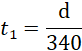 t₁ = d/340